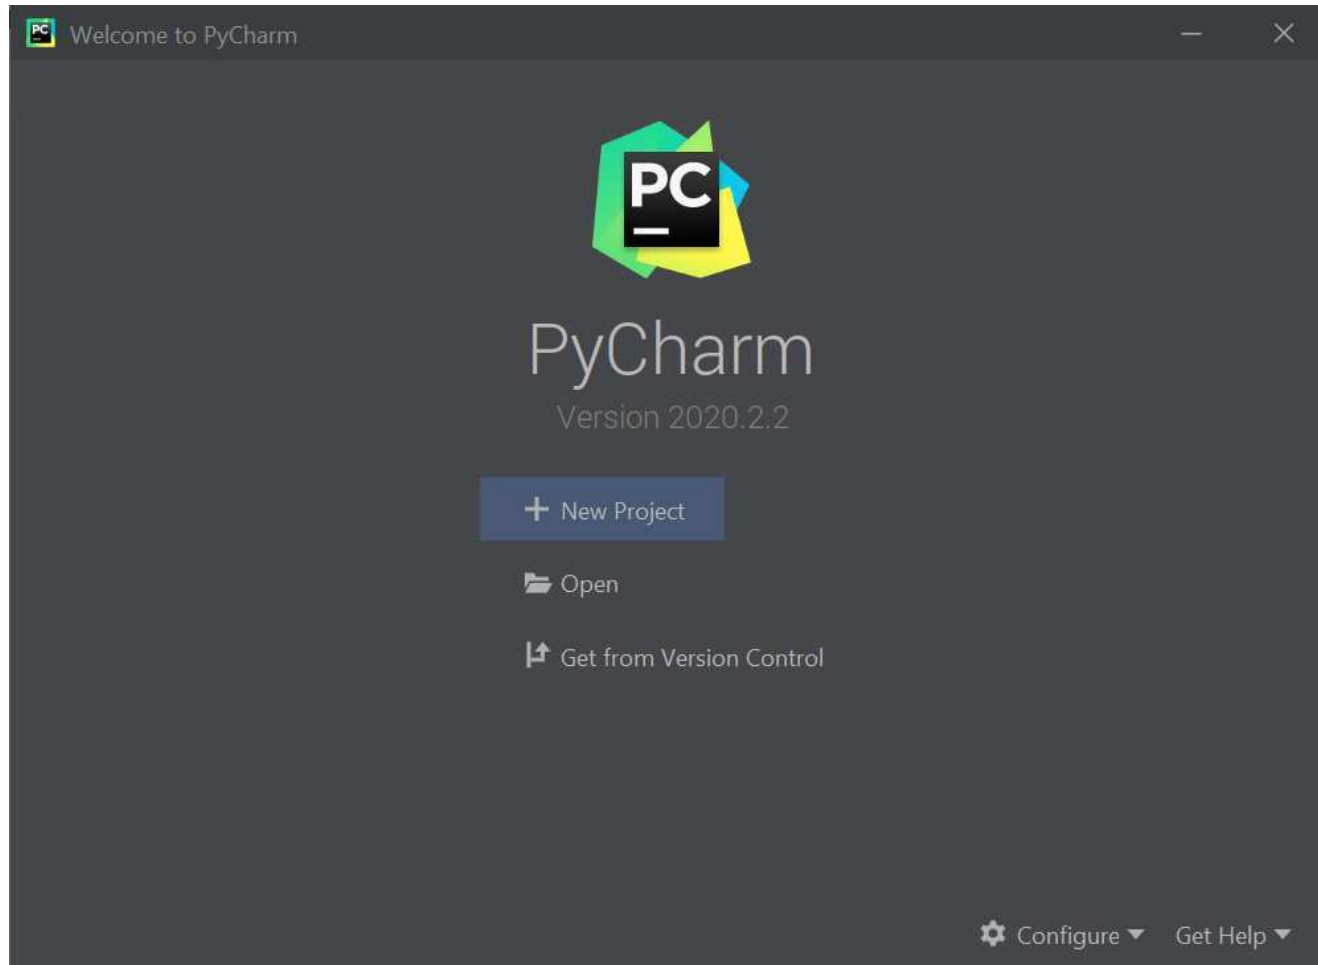 PC Welcome to PyCharm
PC
PyCharm
Version 2020.2.2
New Project
Open
Get from Version Control
Configure Get Help